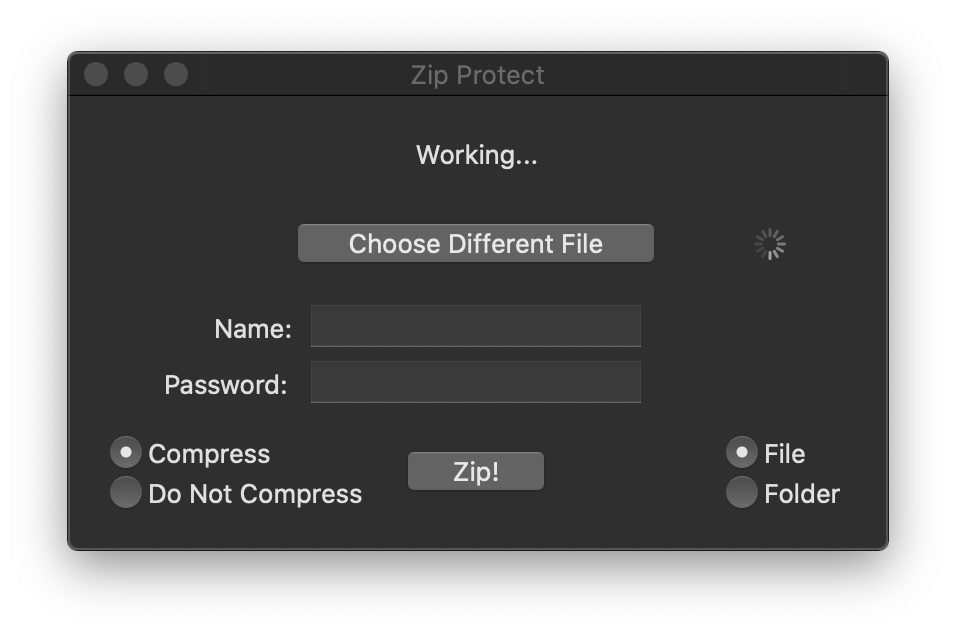 Zip Protect
Working...
Choose Different File
Name:
Password:
Compress
Do Not Compress
Zip!
File
Folder